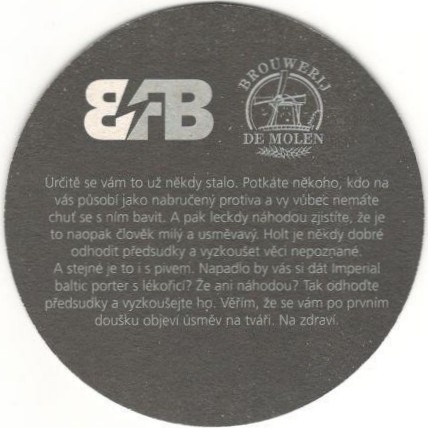 BFB
BROUWERIJ
DE MOLEN
Určitě se vám to už někdy stalo. Potkáte někoho, kdo na
vás působí jako nabručený protiva a vy vůbec nemáte
chuť se s ním bavit. A pak leckdy náhodou zjistíte, že je
to naopak člověk milý a usměvavý. Holt je někdy dobré
odhodit předsudky a vyzkoušet věci nepoznané.
A stejné je to i s pivem. Napadlo by vás si dát Imperial
baltic porter s lékořicí? Že ani náhodou? Tak odhoďte
předsudky a vyzkoušejte ho. Věřím, že se vám po prvním
doušku objeví úsměv na tváři. Na zdraví.